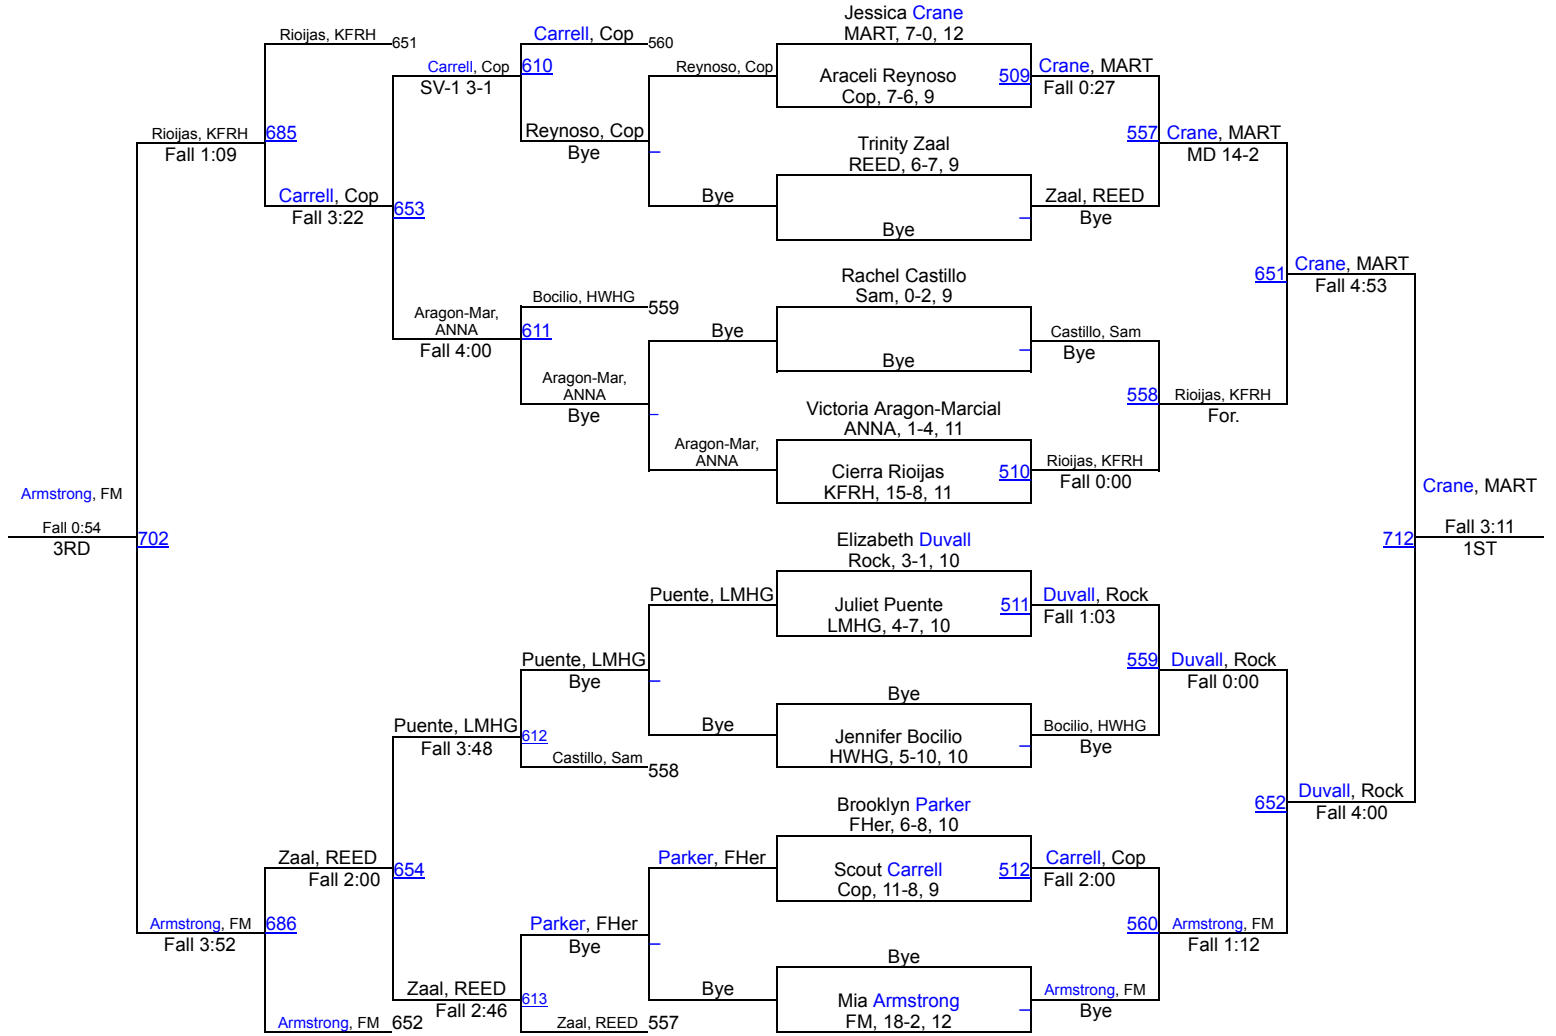 Rioijas, KFRH
651
Carrell, Cop
560
Jessica Crane
MART, 7-0, 12
Carrell, Cop
610
SV-1 3-1
Reynoso, Cop
Araceli Reynoso
Cop, 7-6, 9
509
Crane, MART
Fall 0:27
Rioijas, KFRH
Fall 1:09
685
Reynoso, Cop
Bye
Trinity Zaal
REED, 6-7, 9
557
Crane, MART
MD 14-2
Carrell, Cop
Fall 3:22
653
Bye
Bye
Zaal, REED
Bye
Rachel Castillo
Sam, 0-2, 9
651
Crane, MART
Fall 4:53
Aragon-Mar,
ANNA
Fall 4:00
611
Bocilio, HWHG
559
Bye
Bye
Castillo, Sam
Bye
Aragon-Mar,
ANNA
Bye
Victoria Aragon-Marcial
ANNA, 1-4, 11
558
Rioijas, KFRH
For.
Aragon-Mar,
ANNA
Cierra Rioijas
KFRH, 15-8, 11
510
Rioijas, KFRH
Fall 0:00
Armstrong, FM
Fall 0:54
3RD
702
Elizabeth Duvall
Rock, 3-1, 10
712
Crane, MART
Fall 3:11
1ST
Puente, LMHG
Juliet Puente
LMHG, 4-7, 10
511
Duvall, Rock
Fall 1:03
Puente, LMHG
Bye
559
Duvall, Rock
Fall 0:00
Puente, LMHG
Fall 3:48
612
Bye
Bye
Jennifer Bocilio
HWHG, 5-10, 10
Bocilio, HWHG
Bye
Castillo, Sam
558
Brooklyn Parker
FHer, 6-8, 10
652
Duvall, Rock
Fall 4:00
Zaal, REED
Fall 2:00
654
Parker, FHer
Scout Carrell
Cop, 11-8, 9
512
Carrell, Cop
Fall 2:00
Armstrong, FM
Fall 3:52
686
Parker, FHer
Bye
560
Armstrong, FM
Fall 1:12
Zaal, REED
Fall 2:46
613
Bye
Bye
Mia Armstrong
FM, 18-2, 12
Armstrong, FM
Bye
Armstrong, FM
652
Zaal, REED
557